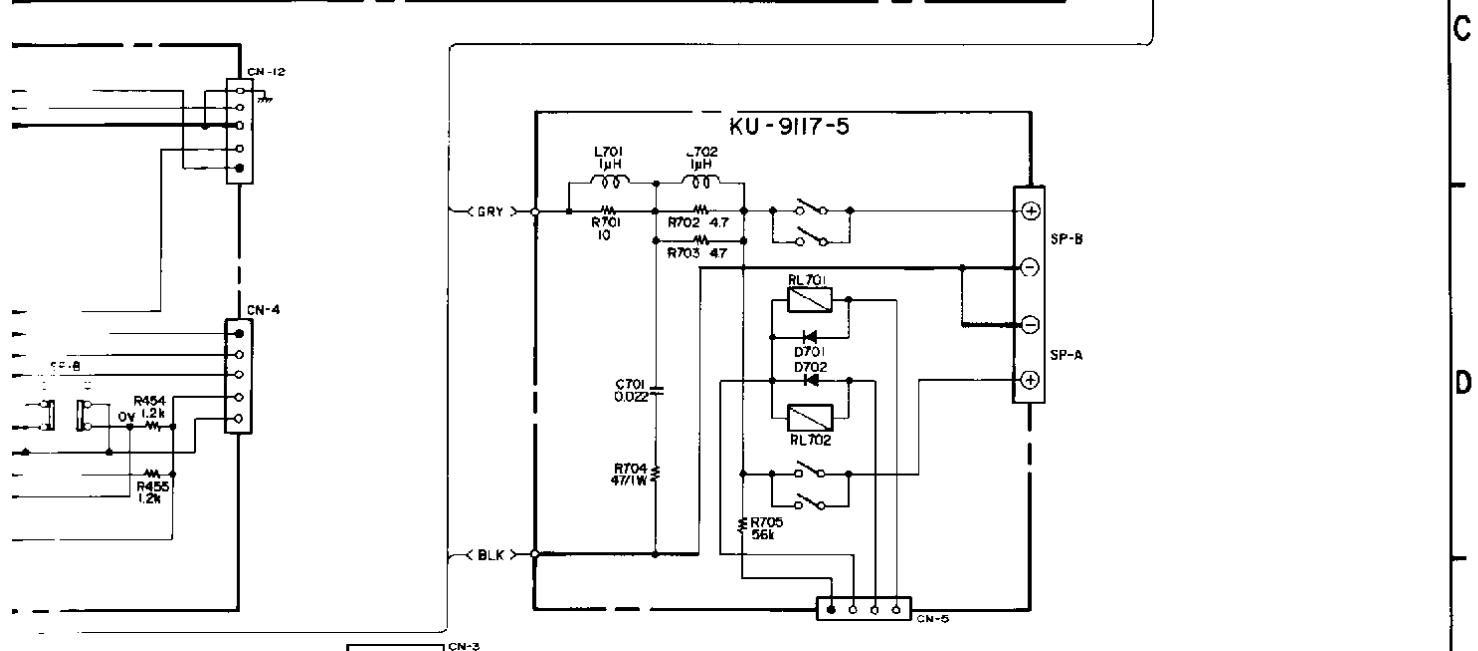 C
CN-12
KU-9117-5
L701
1μH
L702
1μH
GRY
R701
10
R702 4.7
R703 4.7
+
SP-B
−
RL701
CN-4
−
D701
SP-A
D702
+
D
C701
0.022
R454
1.2k
0V
RL702
R704
47/1W
R455
1.2k
R705
56k
BLK
CN-5
CN-3